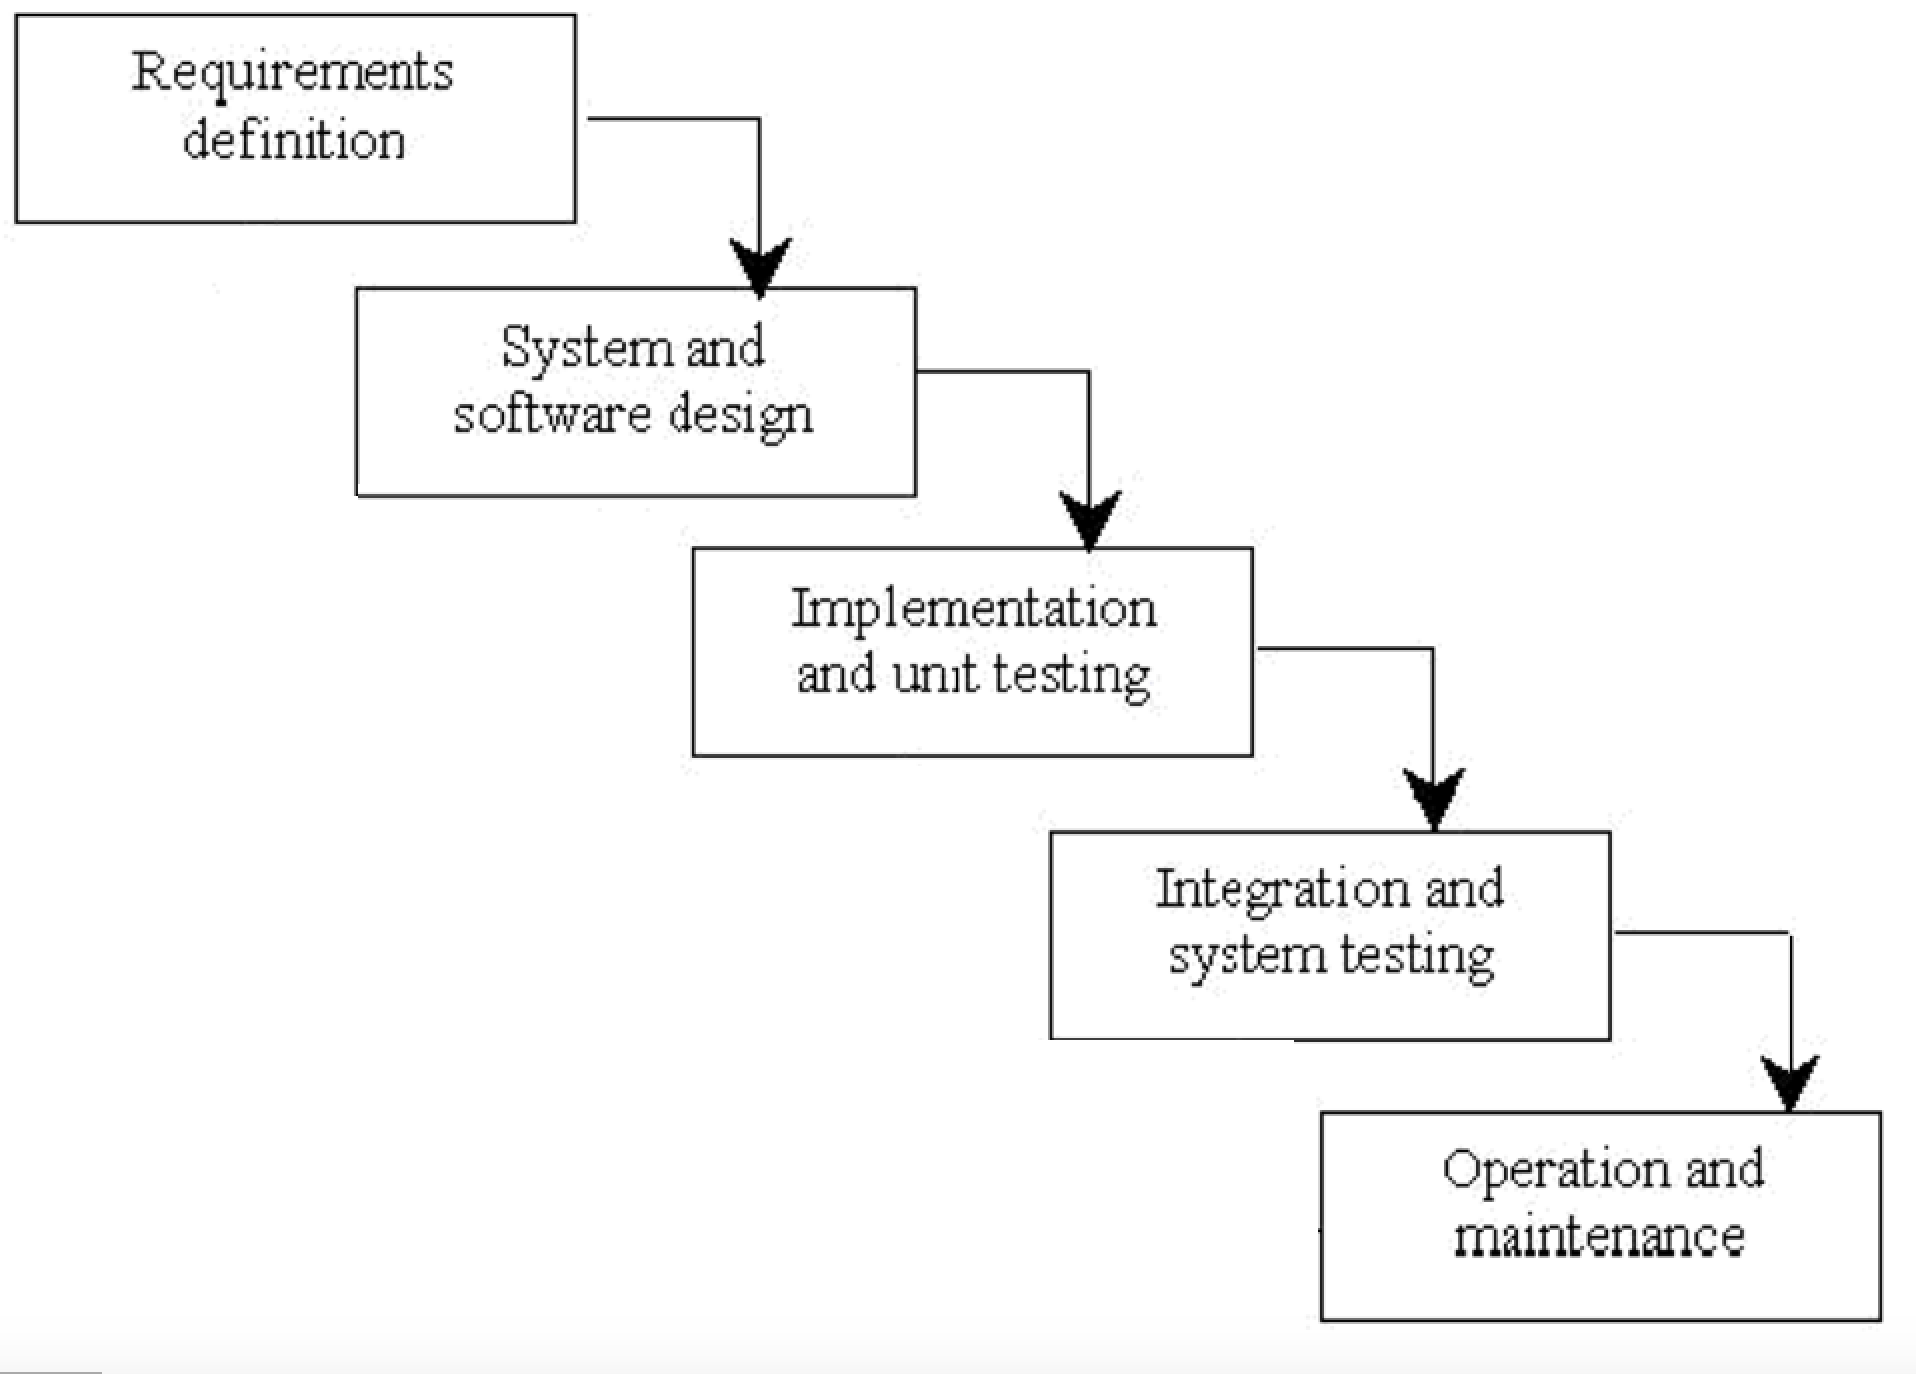 Requirements
definition
System and
software design
Implementation
and unit testing
Integration and
system testing
Operation and
maintenance